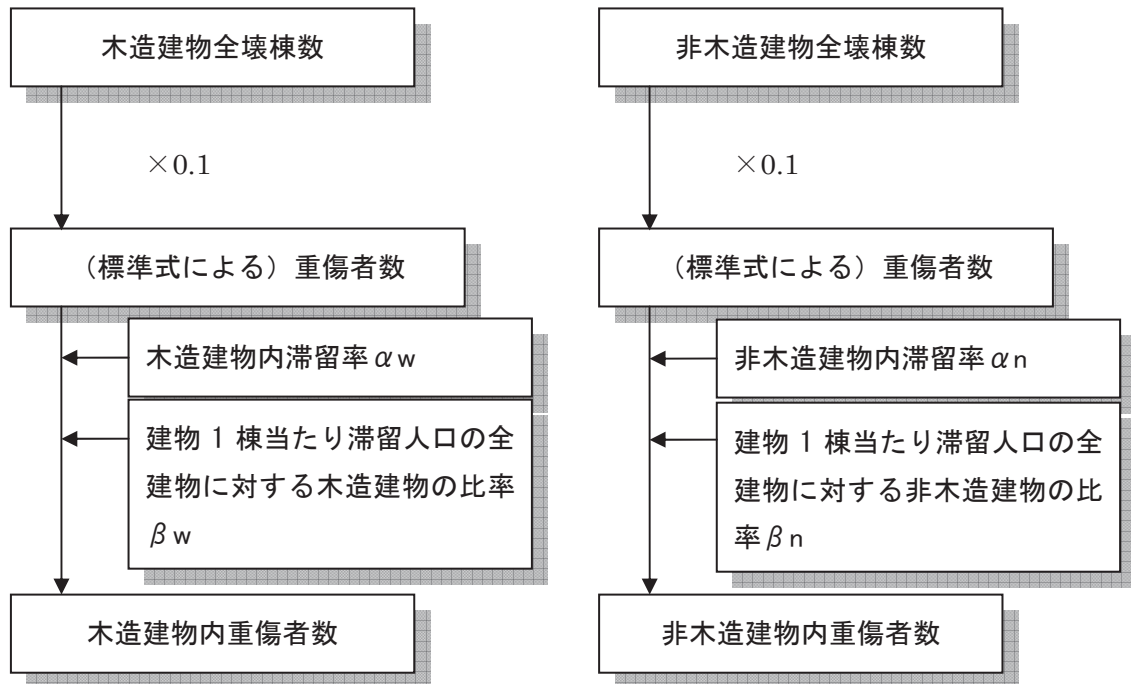 木造建物全壊棟数
×0.1
(標準式による)重傷者数
木造建物内滞留率αw
建物1棟当たり滞留人口の全
建物に対する木造建物の比率
βw
木造建物内重傷者数
非木造建物全壊棟数
×0.1
(標準式による)重傷者数
非木造建物内滞留率αn
建物1棟当たり滞留人口の全
建物に対する非木造建物の比
率βn
非木造建物内重傷者数